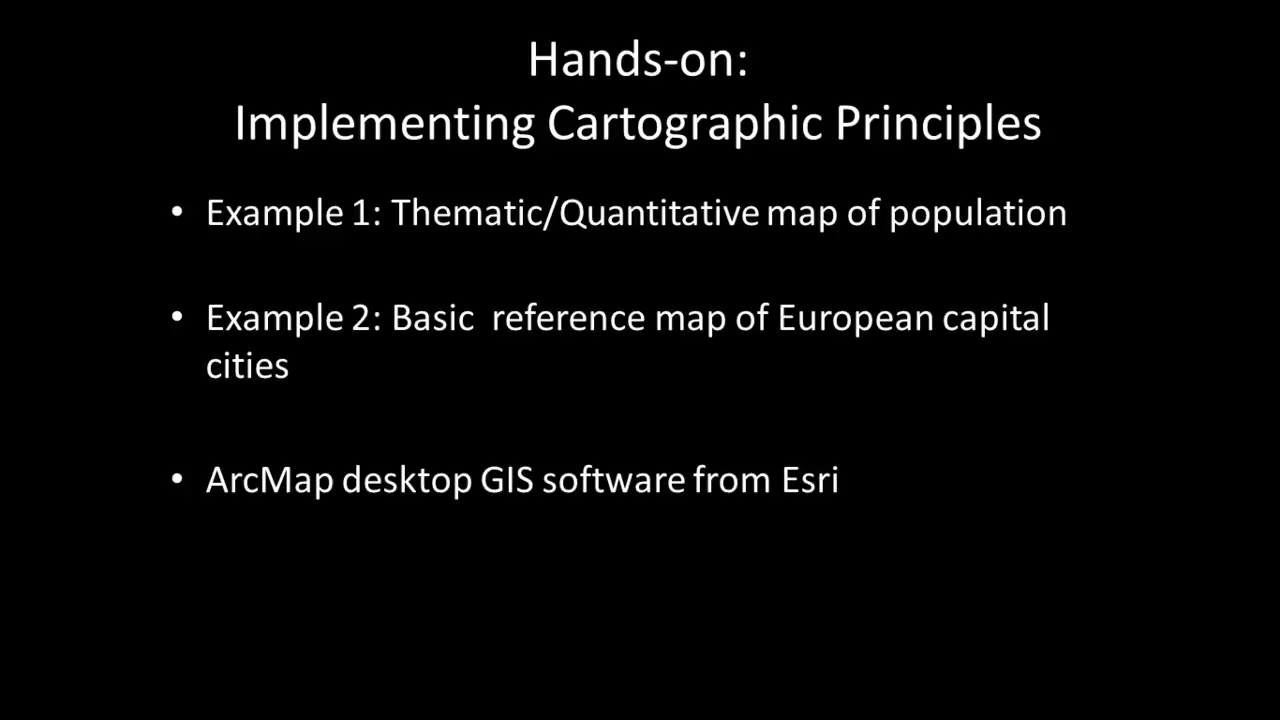 Hands-on:
Implementing Cartographic Principles
• Example 1: Thematic/Quantitative map of population
• Example 2: Basic  reference map of European capital
cities
• ArcMap desktop GIS software from Esri